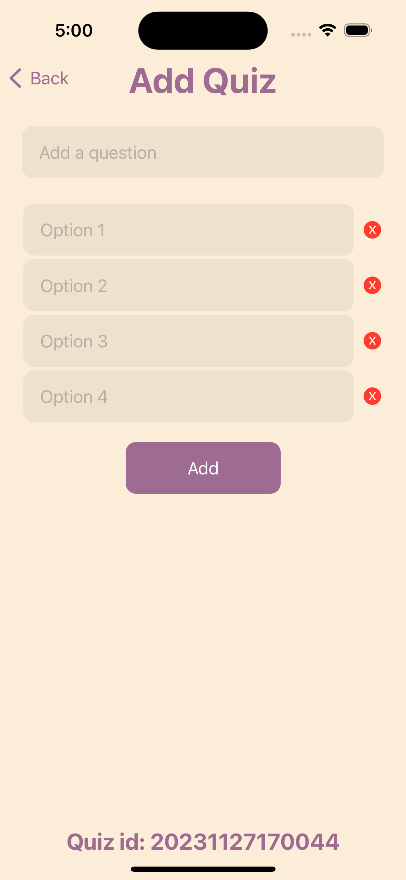 5:00
Back
Add Quiz
Add a question
Option 1
X
Option 2
X
Option 3
X
Option 4
X
Add
Quiz id: 20231127170044